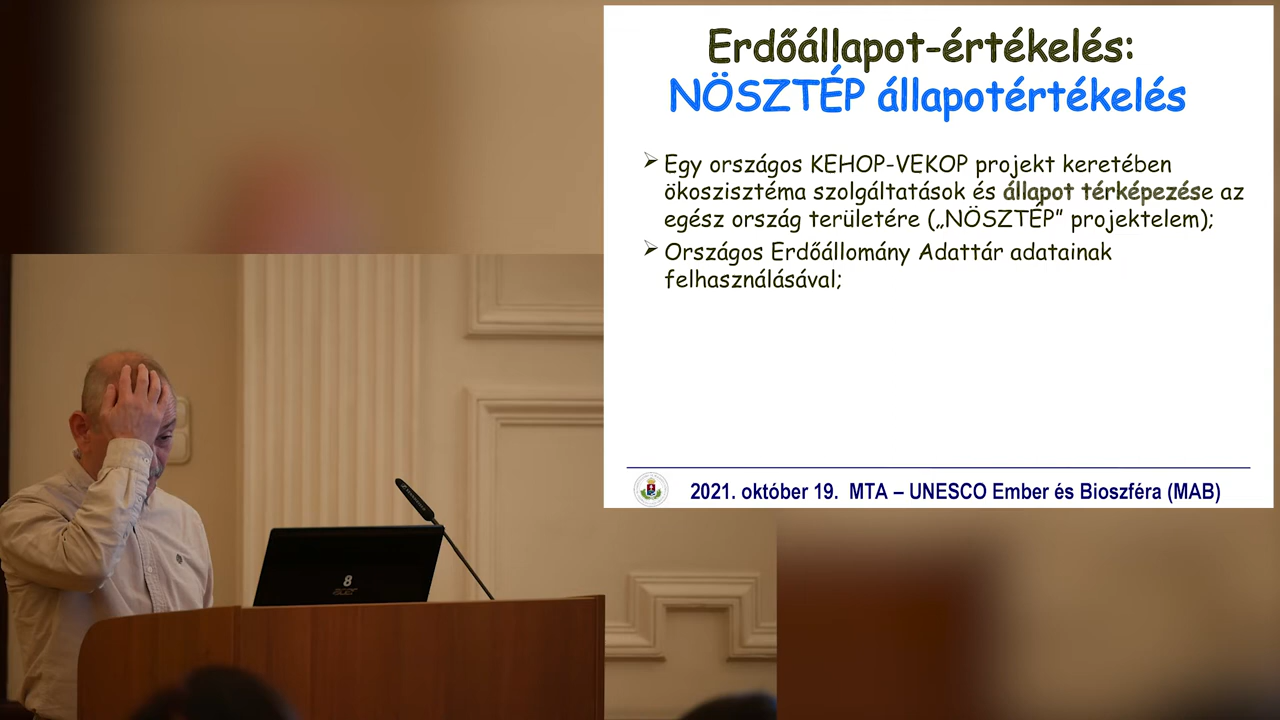 Erdőállapot-értékelés:
NÖSZTÉP állapotértékelés
Egy országos KEHOP-VEKOP projekt keretében
ökoszisztéma szolgáltatások és állapot térképezése az
egész ország területére („NÖSZTÉP” projektelem);
Országos Erdőállomány Adattár adatainak
felhasználásával;
2021. október 19. MTA – UNESCO Ember és Bioszféra (MAB)
8